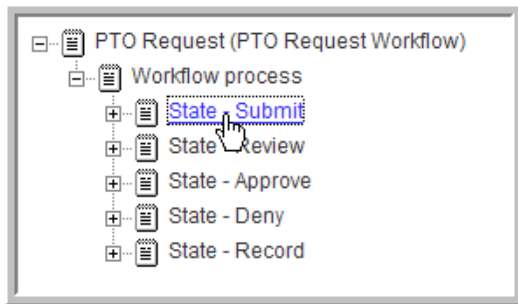 PTO Request (PTO Request Workflow)
Workflow process
State - Submit
State - Review
State - Approve
State - Deny
State - Record